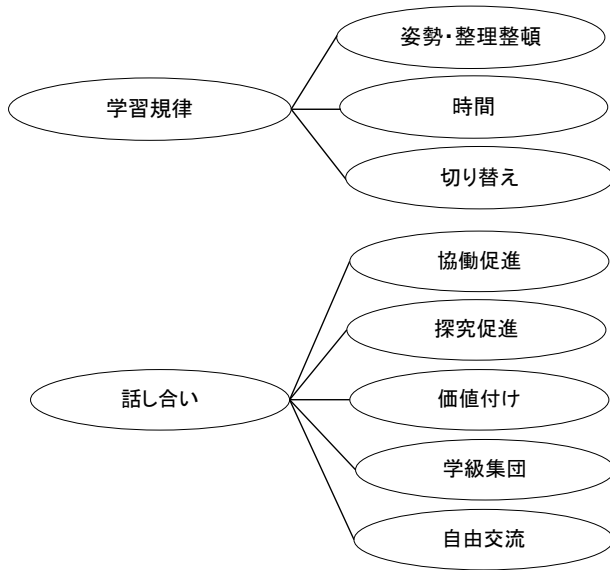 学習規律
姿勢・整理整頓
時間
切り替え
話し合い
協働促進
探究促進
価値付け
学級集団
自由交流